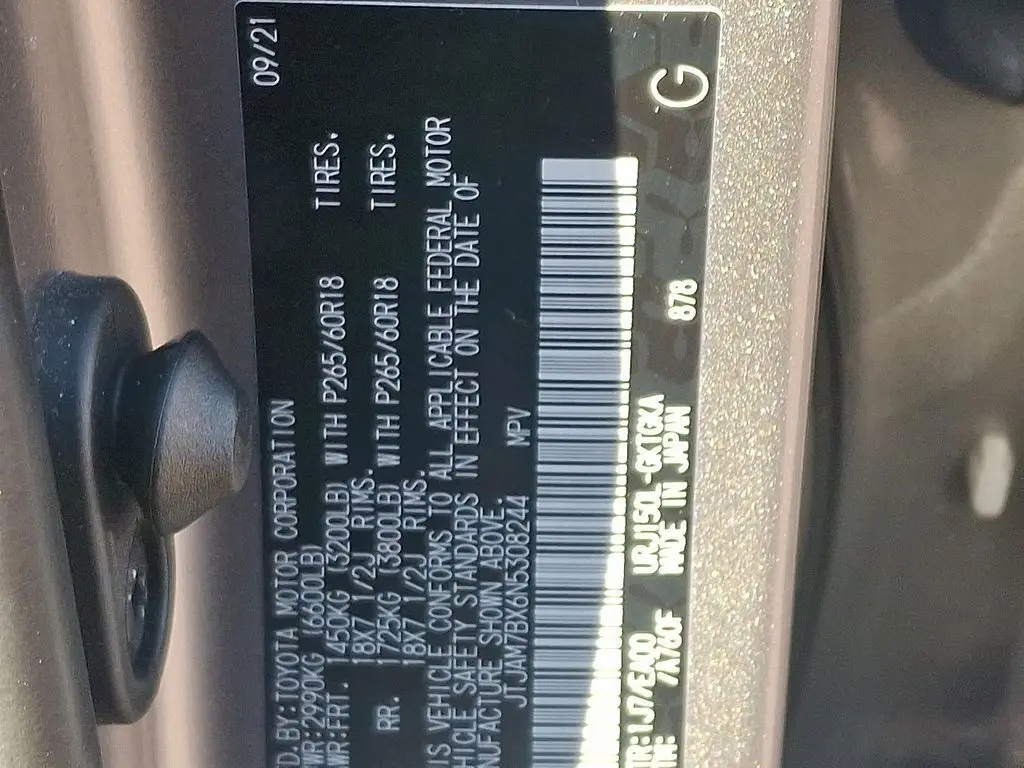 TD.BY:TOYOTA MOTOR CORPORATION 09/21
WR:2990KG (6600LB)
WR:FRT. 1450KG (3200LB) WITH P265/60R18 TIRES.
18X7 1/2J RIMS.
RR. 1725KG (3800LB) WITH P265/60R18 TIRES.
18X7 1/2J RIMS.
IS VEHICLE CONFORMS TO ALL APPLICABLE FEDERAL MOTOR
HICLE SAFETY STANDARDS IN EFFECT ON THE DATE OF
NUFACTURE SHOWN ABOVE.
JTJAM7BX6N5308244 MPV
TR:1J7/EA00 URJ150L-GKTGKA 878 G
/A760F MADE IN JAPAN